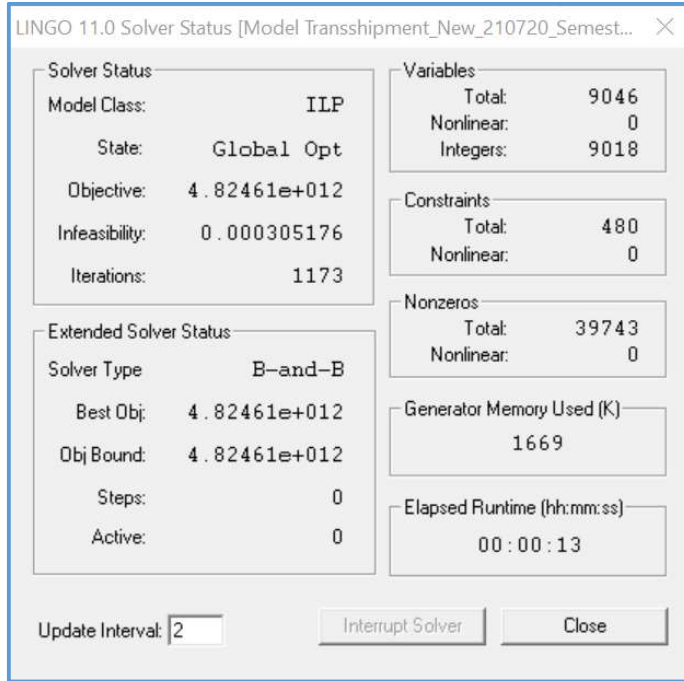 LINGO 11.0 Solver Status [Model Transshipment_New_210720_Semest...
Solver Status
Model Class: ILP
State: Global Opt
Objective: 4.82461e+012
Infeasibility: 0.000305176
Iterations: 1173
Extended Solver Status
Solver Type B-and-B
Best Obj: 4.82461e+012
Obj Bound: 4.82461e+012
Steps: 0
Active: 0
Variables
Total: 9046
Nonlinear: 0
Integers: 9018
Constraints
Total: 480
Nonlinear: 0
Nonzeros
Total: 39743
Nonlinear: 0
Generator Memory Used (K)
1669
Elapsed Runtime (hh:mm:ss)
00:00:13
Update Interval: 2
Interrupt Solver
Close